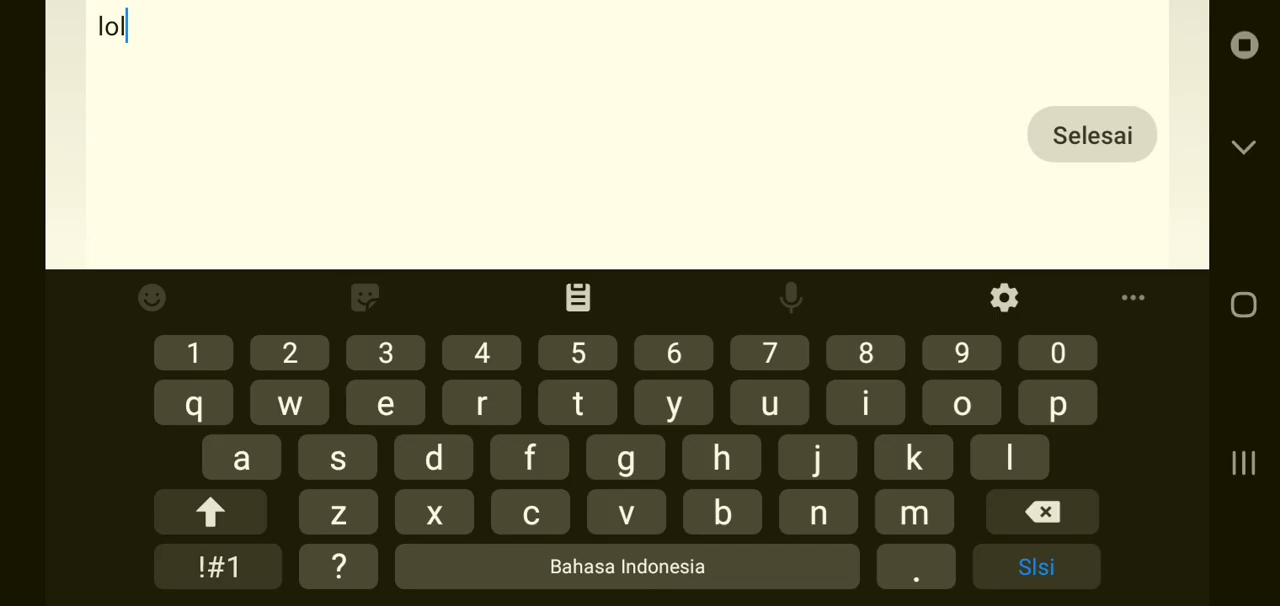 lol
Selesai
1 2 3 4 5 6 7 8 9 0
q w e r t y u i o p
a s d f g h j k l
z x c v b n m
!#1 ? Bahasa Indonesia . Slsi